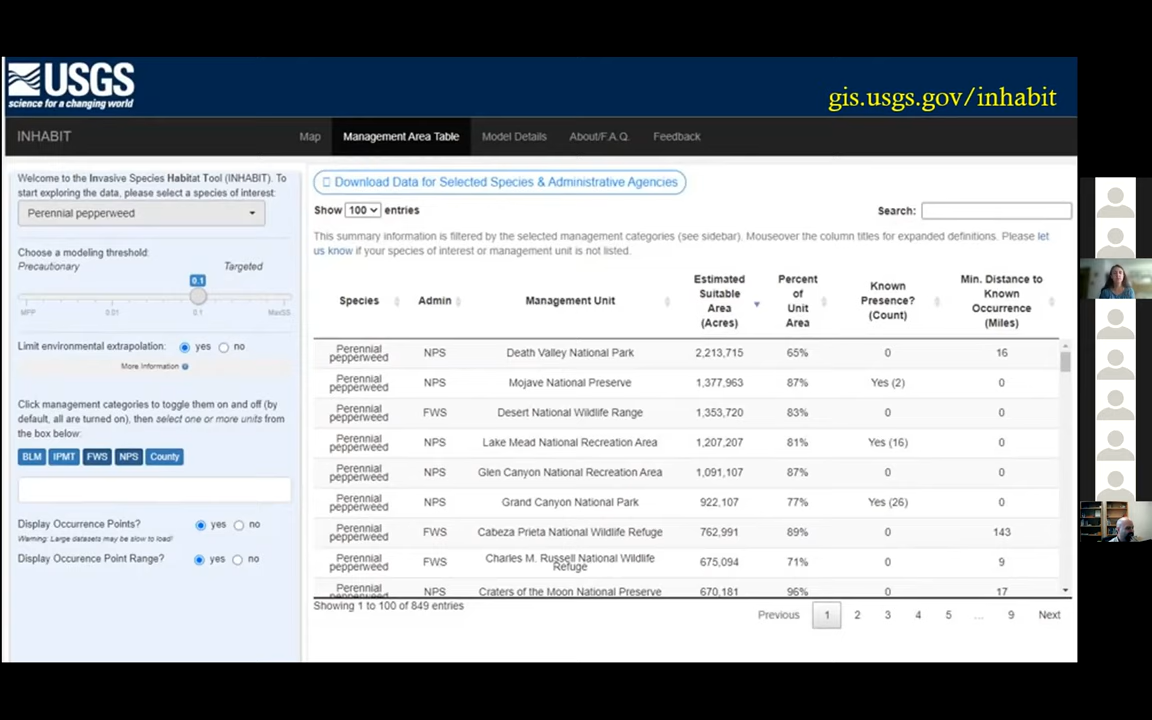 USGS
science for a changing world
gis.usgs.gov/inhabit
INHABIT
Map
Management Area Table
Model Details
About/F.A.Q.
Feedback
Welcome to the Invasive Species Habitat Tool (INHABIT). To
start exploring the data, please select a species of interest:
Perennial pepperweed
Choose a modeling threshold:
Precautionary Targeted
0.1
MPP 0.01 0.1 MaxSS
Limit environmental extrapolation: yes no
More Information
Click management categories to toggle them on and off (by
default, all are turned on), then select one or more units from
the box below:
BLM IPMT FWS NPS County
Display Occurrence Points? yes no
Warning: Large datasets may be slow to load!
Display Occurence Point Range? yes no
Download Data for Selected Species & Administrative Agencies
Show 100 entries
Search:
This summary information is filtered by the selected management categories (see sidebar). Mouseover the column titles for expanded definitions. Please let
us know if your species of interest or management unit is not listed.
Species Admin Management Unit Estimated Suitable Area (Acres) Percent of Unit Area Known Presence? (Count) Min. Distance to Known Occurrence (Miles)
Perennial pepperweed NPS Death Valley National Park 2,213,715 65% 0 16
Perennial pepperweed NPS Mojave National Preserve 1,377,963 87% Yes (2) 0
Perennial pepperweed FWS Desert National Wildlife Range 1,353,720 83% 0 0
Perennial pepperweed NPS Lake Mead National Recreation Area 1,207,207 81% Yes (16) 0
Perennial pepperweed NPS Glen Canyon National Recreation Area 1,091,107 87% 0 0
Perennial pepperweed NPS Grand Canyon National Park 922,107 77% Yes (26) 0
Perennial pepperweed FWS Cabeza Prieta National Wildlife Refuge 762,991 89% 0 143
Perennial pepperweed FWS Charles M. Russell National Wildlife Refuge 675,094 71% 0 9
Perennial pepperweed NPS Craters of the Moon National Preserve 670,181 96% 0 17
Showing 1 to 100 of 849 entries
Previous 1 2 3 4 5 ... 9 Next